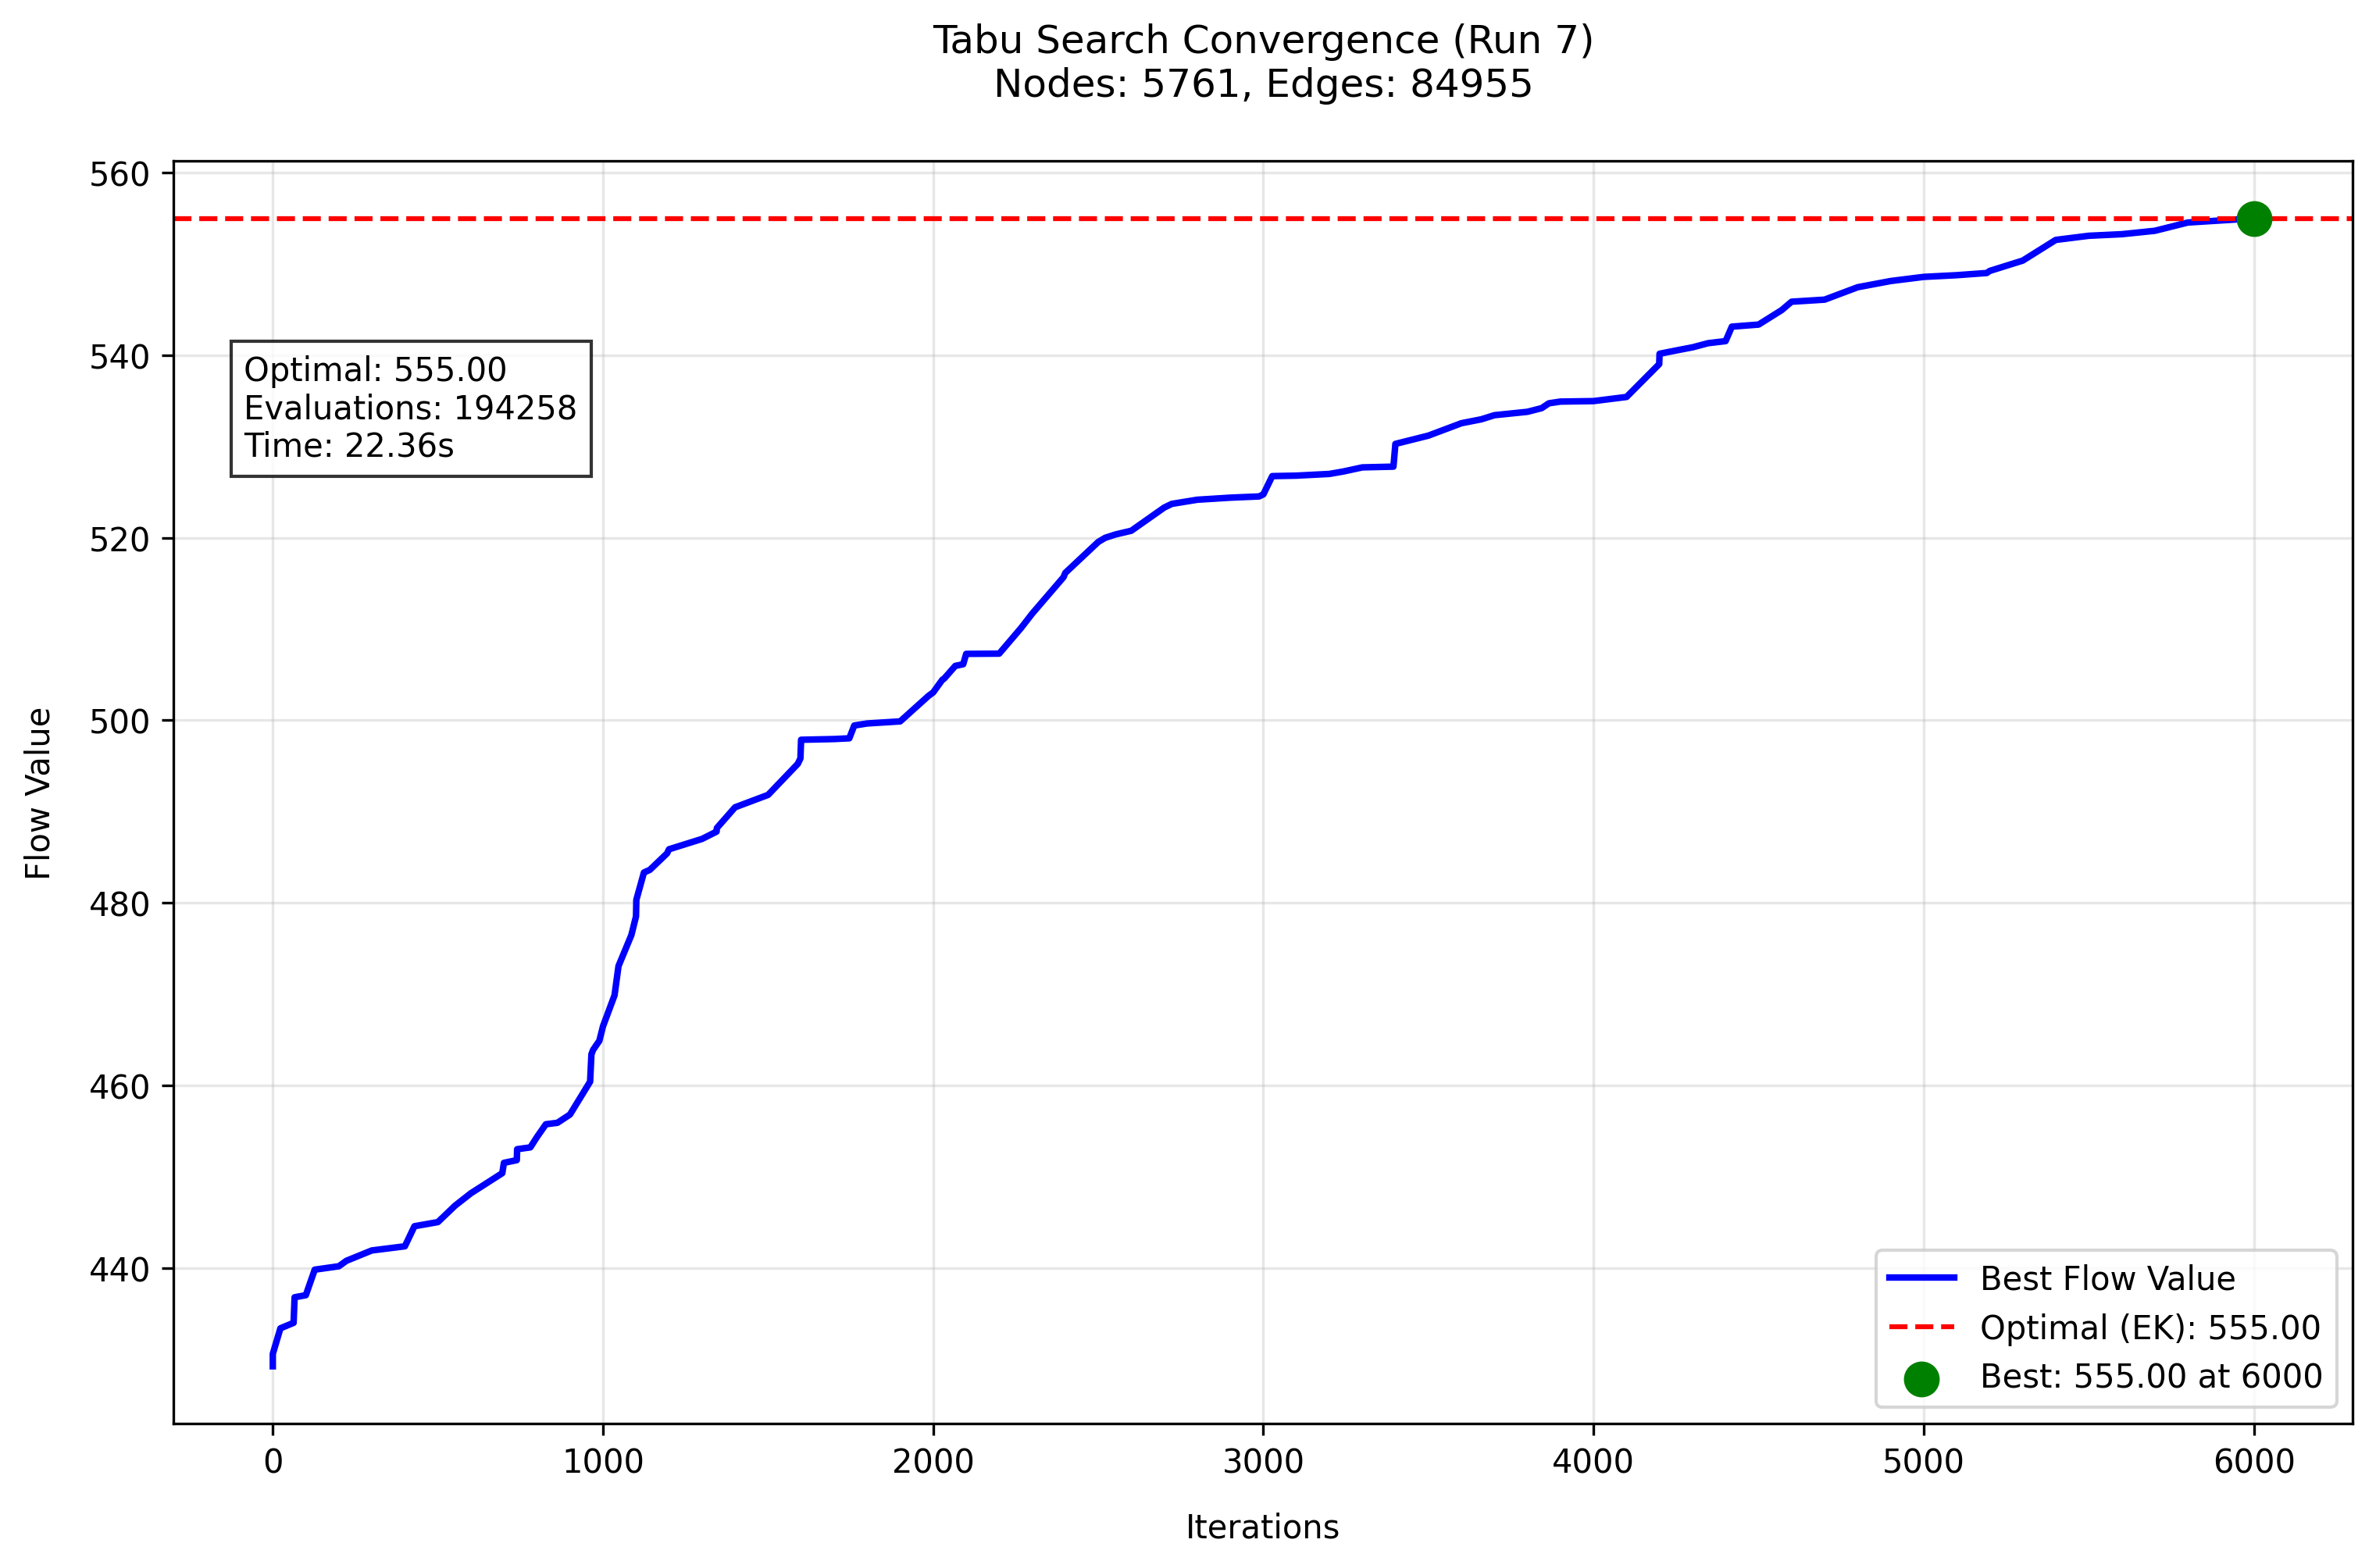 Tabu Search Convergence (Run 7)
Nodes: 5761, Edges: 84955
560
540
520
500
480
460
440
Flow Value
Optimal: 555.00
Evaluations: 194258
Time: 22.36s
Best Flow Value
Optimal (EK): 555.00
Best: 555.00 at 6000
0 1000 2000 3000 4000 5000 6000
Iterations